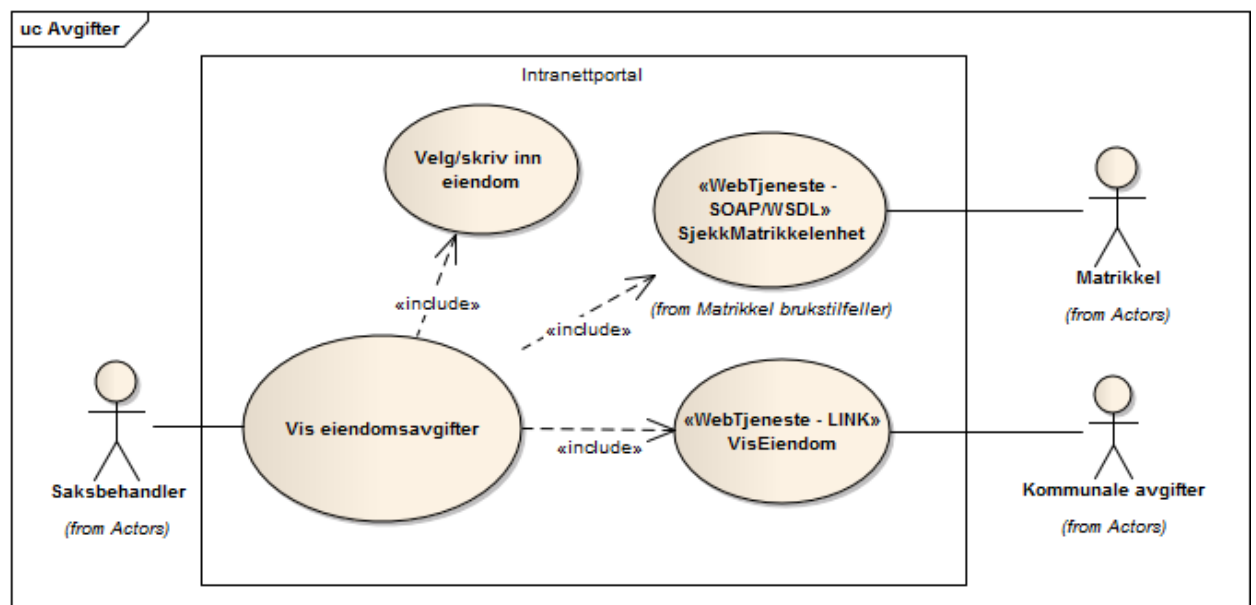 uc Avgifter
Intranettportal
Velg/skriv inn
eiendom
«WebTjeneste -
SOAP/WSDL»
SjekkMatrikkelenhet
(from Matrikkel brukstilfeller)
Matrikkel
(from Actors)
«include»
«include»
Vis eiendomsavgifter
«include»
«WebTjeneste - LINK»
VisEiendom
Saksbehandler
(from Actors)
Kommunale avgifter
(from Actors)